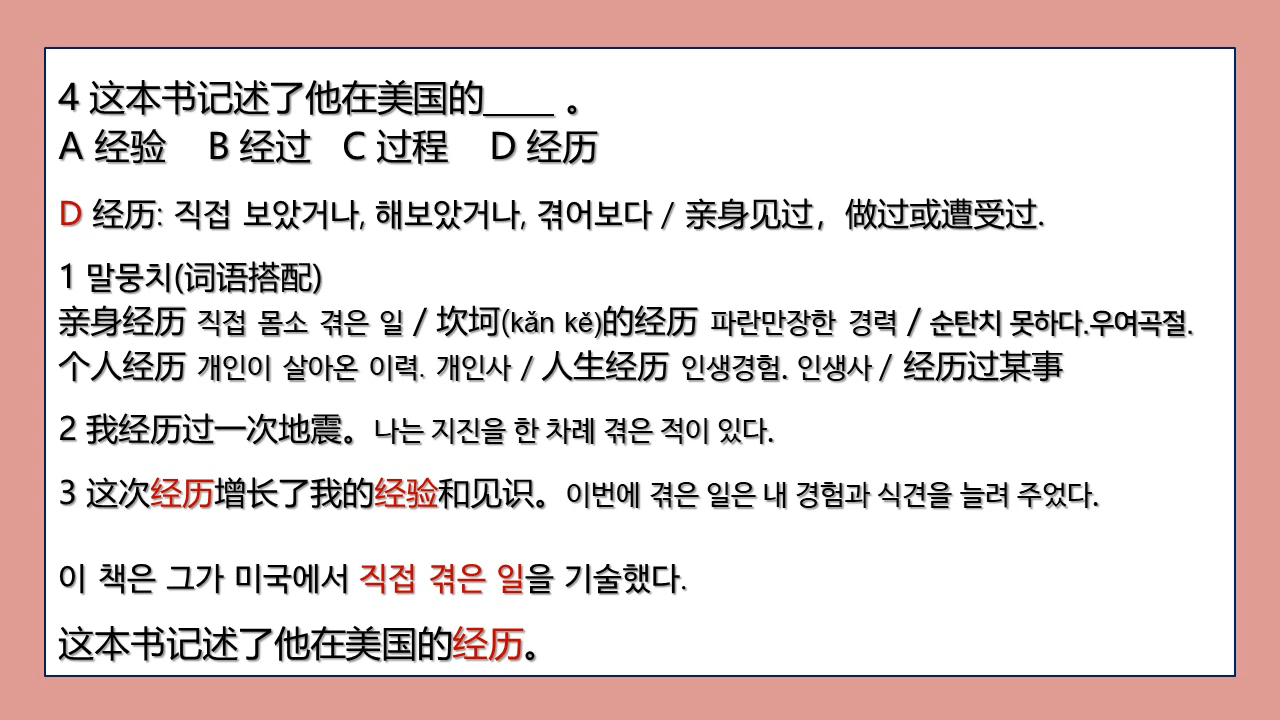 4 这本书记述了他在美国的____ 。
A 经验 B 经过 C 过程 D 经历
D 经历: 직접 보았거나, 해보았거나, 겪어보다 / 亲身见过，做过或遭受过.
1 말뭉치(词语搭配)
亲身经历 직접 몸소 겪은 일 / 坎坷(kǎn kě)的经历 파란만장한 경력 / 순탄치 못하다.우여곡절.
个人经历 개인이 살아온 이력. 개인사 / 人生经历 인생경험. 인생사 / 经历过某事
2 我经历过一次地震。나는 지진을 한 차례 겪은 적이 있다.
3 这次经历增长了我的经验和见识。이번에 겪은 일은 내 경험과 식견을 늘려 주었다.
이 책은 그가 미국에서 직접 겪은 일을 기술했다.
这本书记述了他在美国的经历。